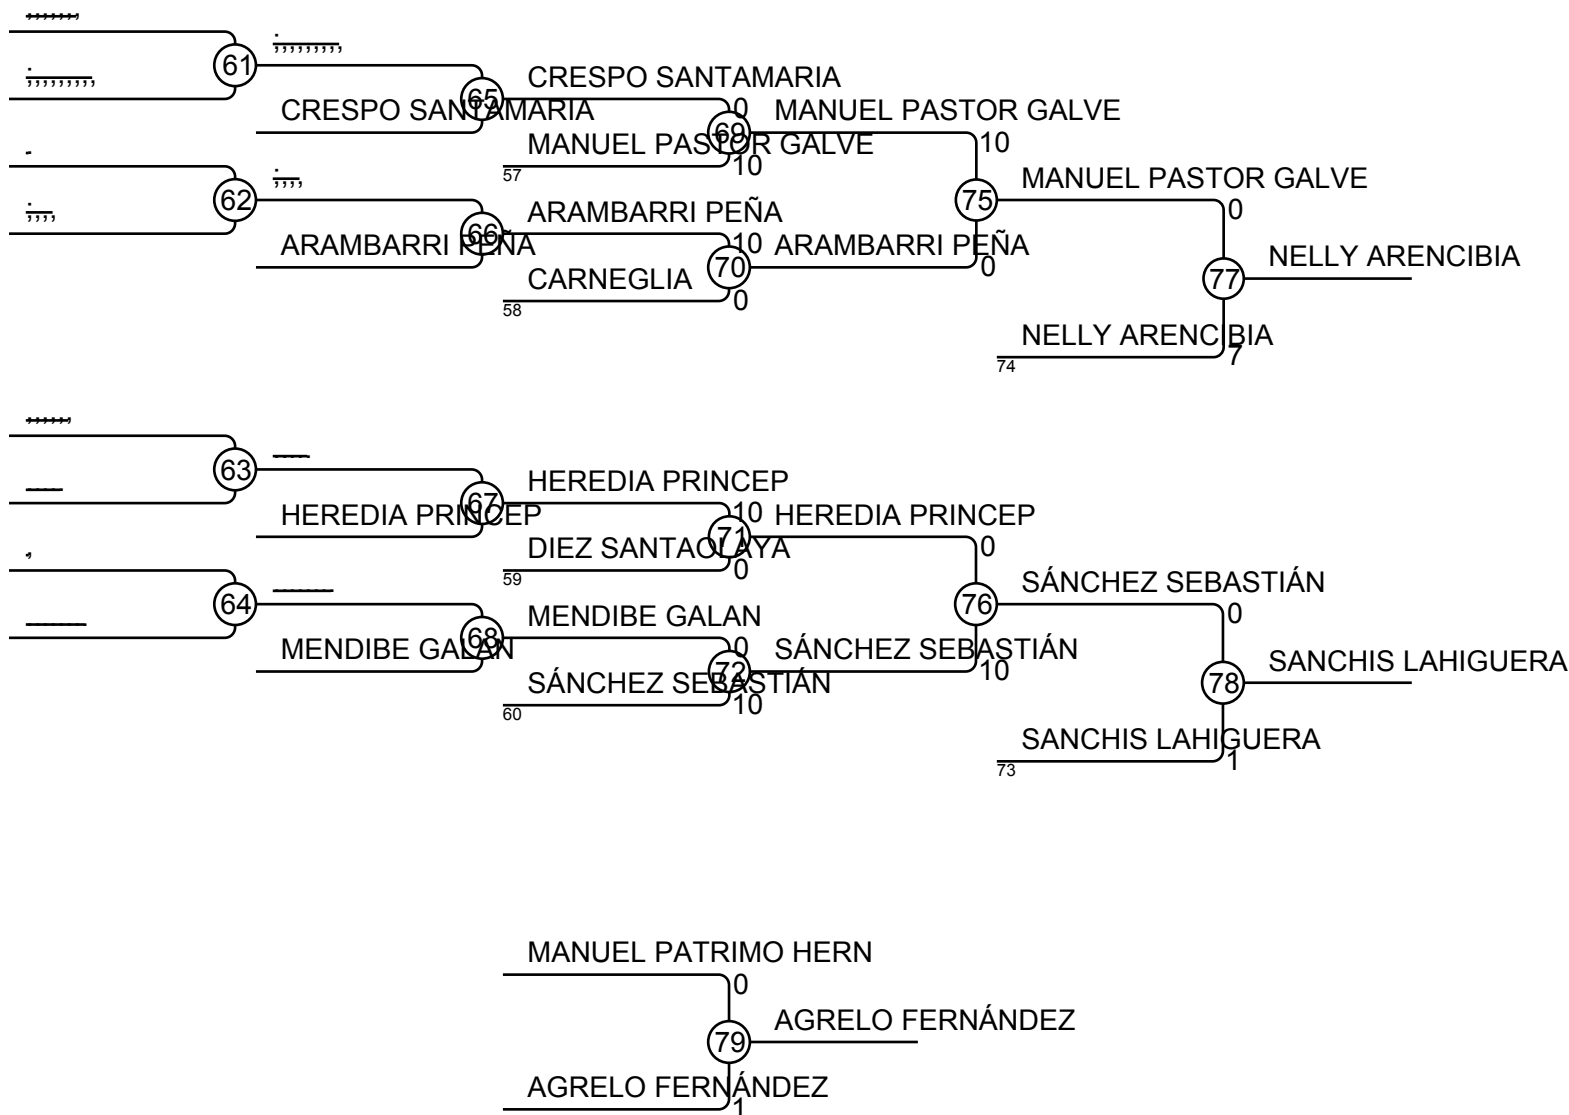 61
CRESPO SANTAMARIA
65
CRESPO SANTAMARIA
0
MANUEL PASTOR GALVE
57
69
10
MANUEL PASTOR GALVE
10
62
ARAMBARRI PEÑA
66
ARAMBARRI PEÑA
10
CARNEGLIA
58
70
0
ARAMBARRI PEÑA
0
75
MANUEL PASTOR GALVE
0
NELLY ARENCIBIA
74
7
77
NELLY ARENCIBIA
63
HEREDIA PRINCEP
67
HEREDIA PRINCEP
10
DIEZ SANTAOLAYA
59
71
0
HEREDIA PRINCEP
0
64
MENDIBE GALAN
68
MENDIBE GALAN
0
SÁNCHEZ SEBASTIÁN
60
72
10
SÁNCHEZ SEBASTIÁN
10
76
SÁNCHEZ SEBASTIÁN
0
SANCHIS LAHIGUERA
73
1
78
SANCHIS LAHIGUERA
MANUEL PATRIMO HERN
0
79
AGRELO FERNÁNDEZ
AGRELO FERNÁNDEZ
1